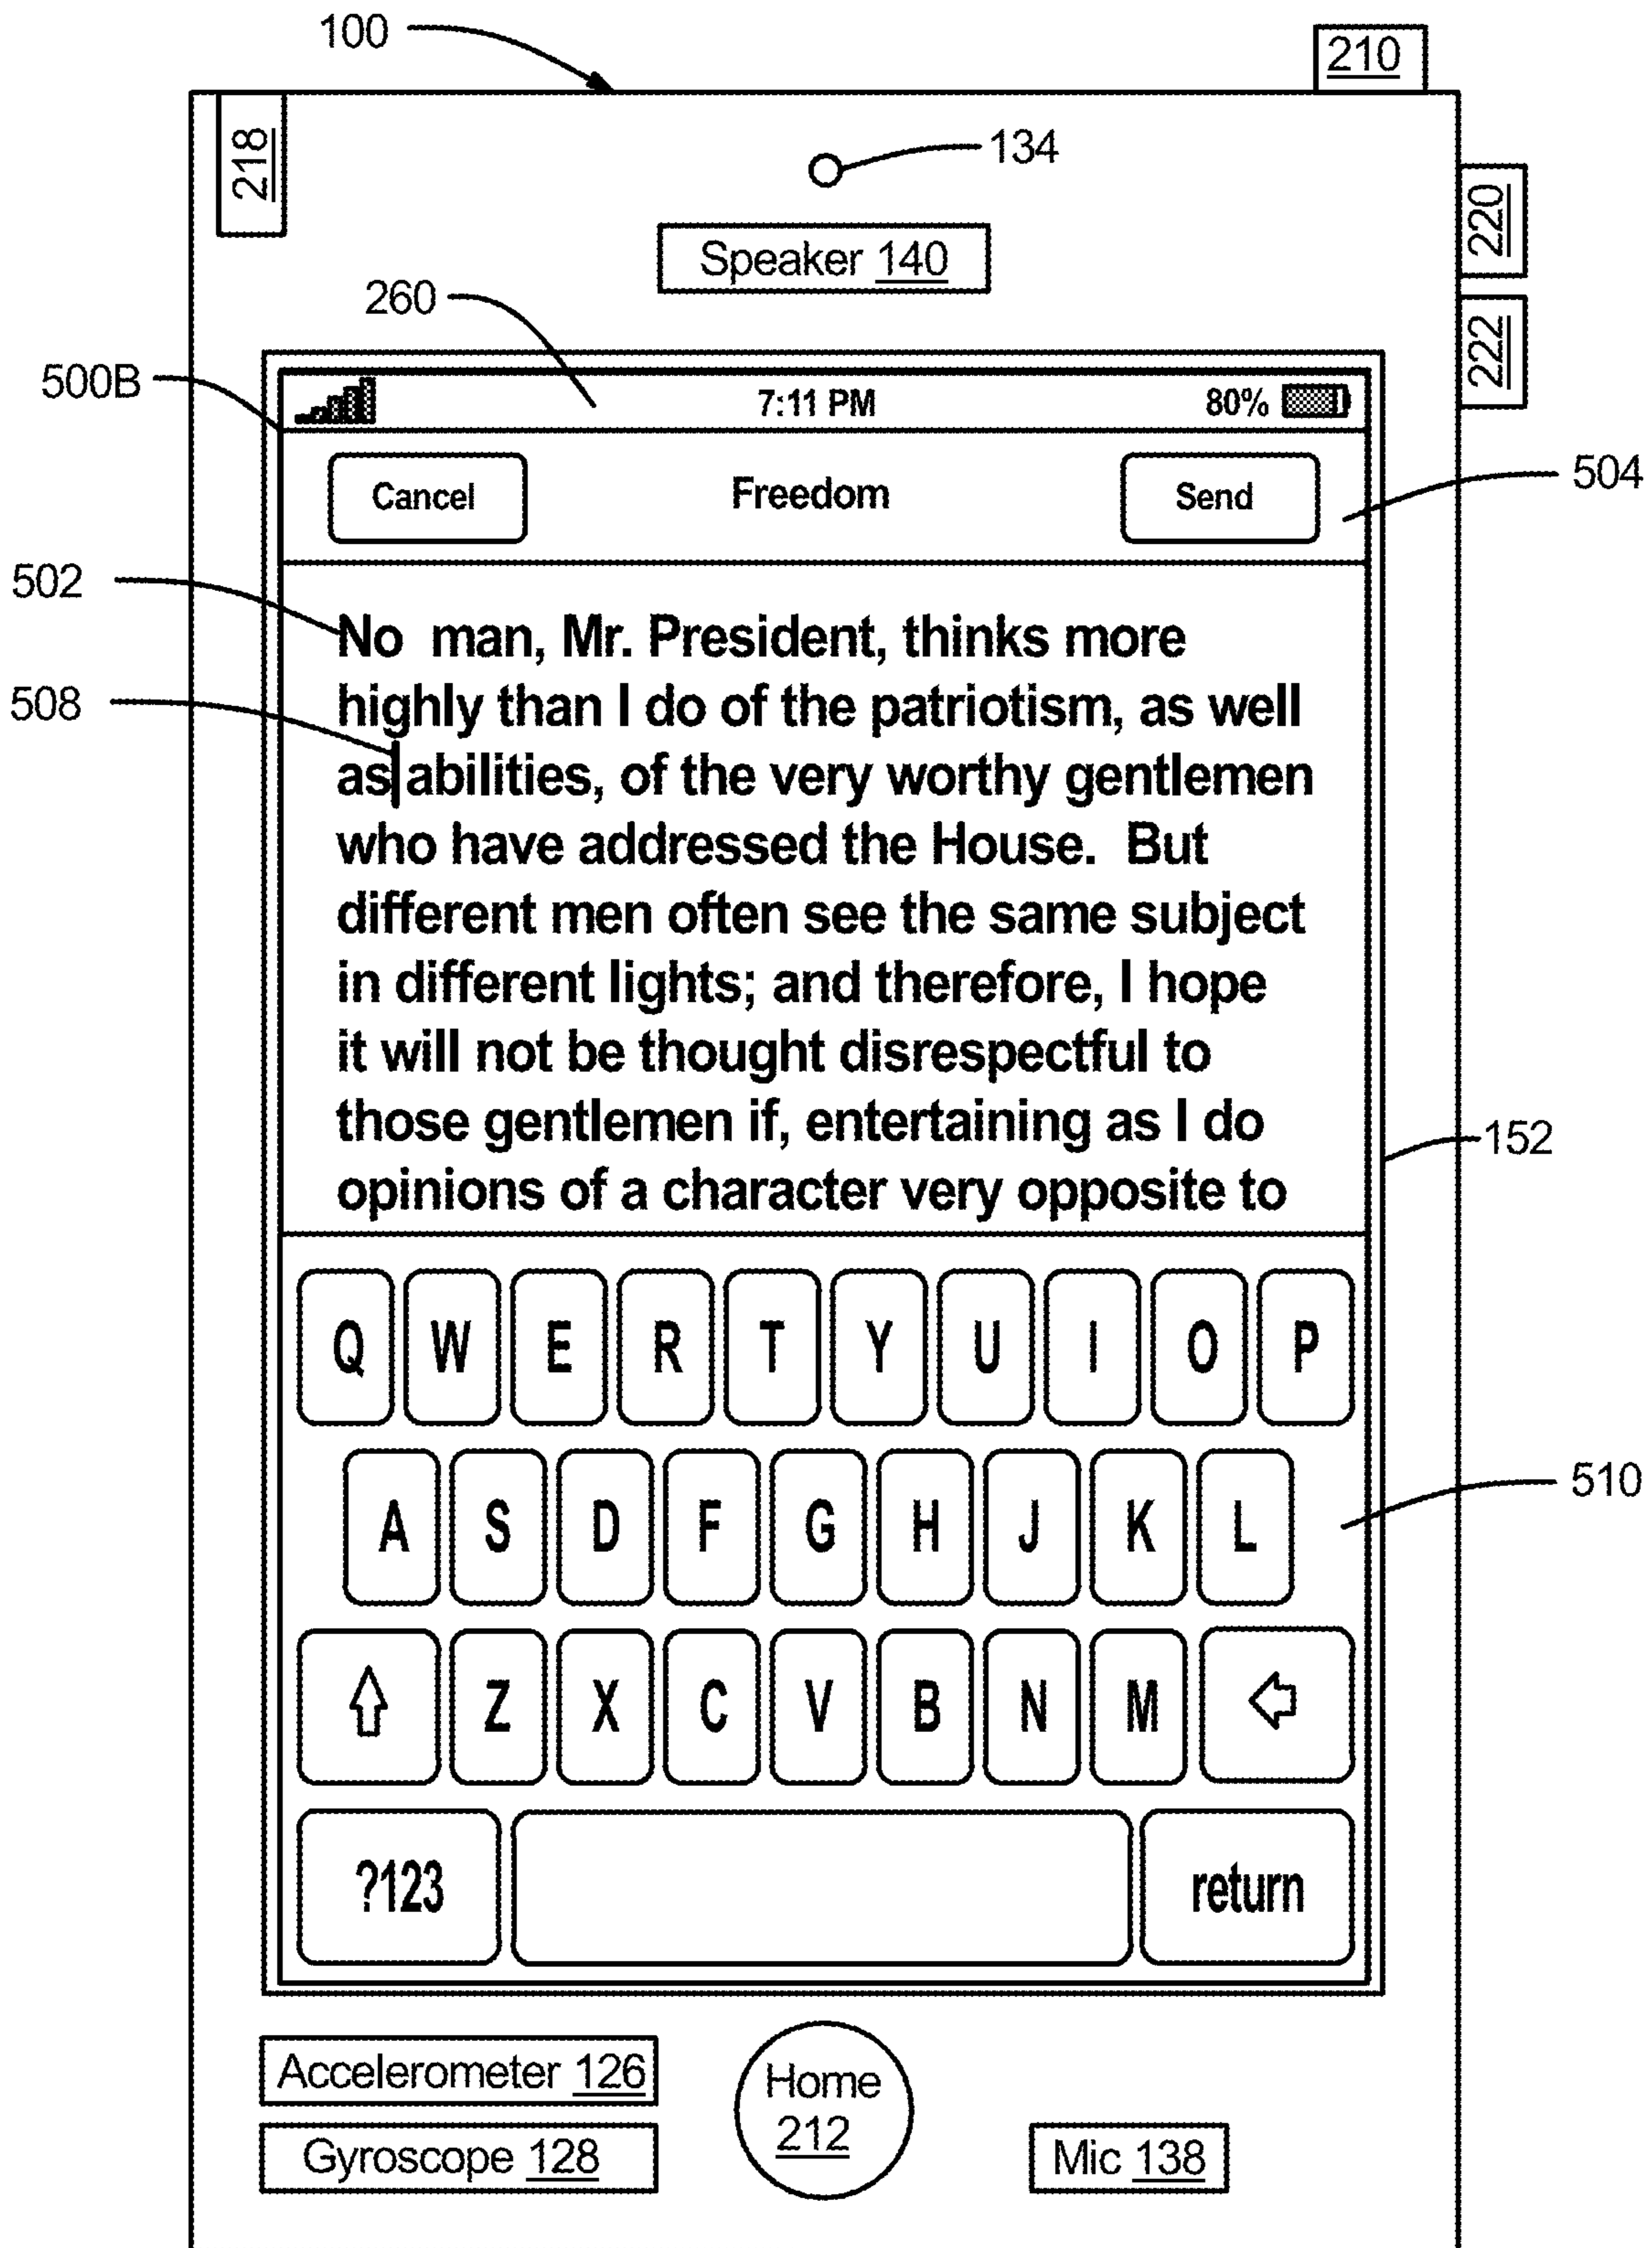 100
210
218
134
220
Speaker 140
260
222
500B
7:11 PM 80%
Cancel Freedom Send
504
502
No man, Mr. President, thinks more
508
highly than I do of the patriotism, as well
as abilities, of the very worthy gentlemen
who have addressed the House. But
different men often see the same subject
in different lights; and therefore, I hope
it will not be thought disrespectful to
those gentlemen if, entertaining as I do
152
opinions of a character very opposite to
Q W E R T Y U I O P
510
A S D F G H J K L
Z X C V B N M
?123 return
Accelerometer 126
Home
212
Gyroscope 128
Mic 138